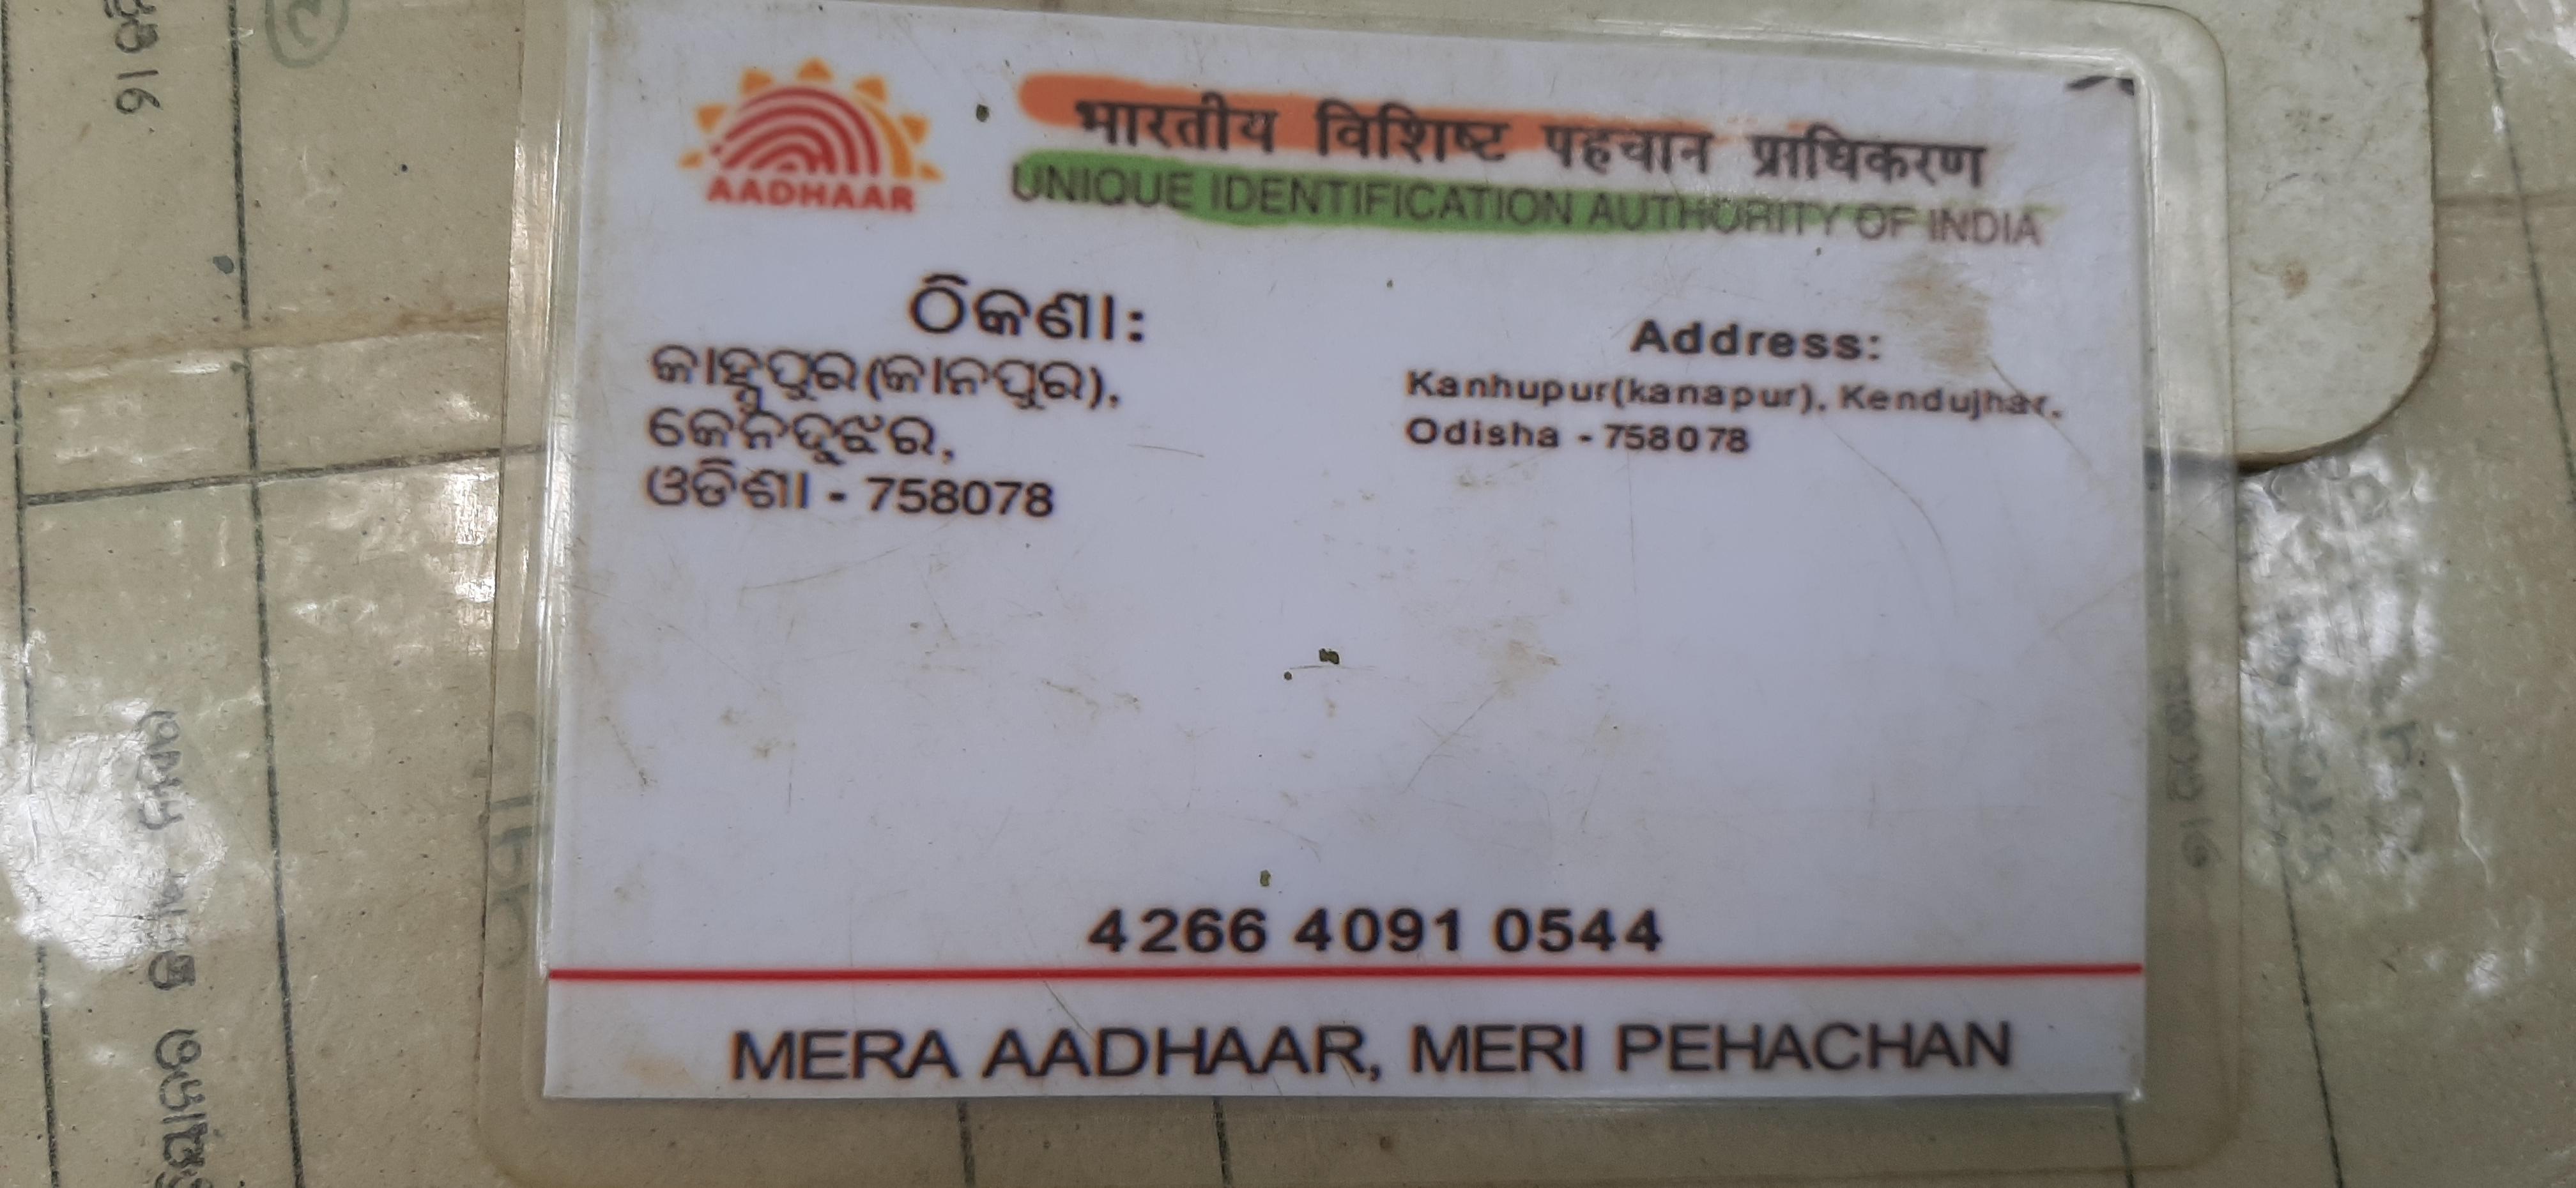 AADHAAR
भारतीय विशिष्ट पहचान प्राधिकरण
UNIQUE IDENTIFICATION AUTHORITY OF INDIA
ଠିକଣା:
କାହ୍ନୁପୁର(କାନପୁର),
କେନଦୁଝର,
ଓଡିଶା - 758078
Address:
Kanhupur(kanapur), Kendujhar,
Odisha - 758078
4266 4091 0544
MERA AADHAAR, MERI PEHACHAN